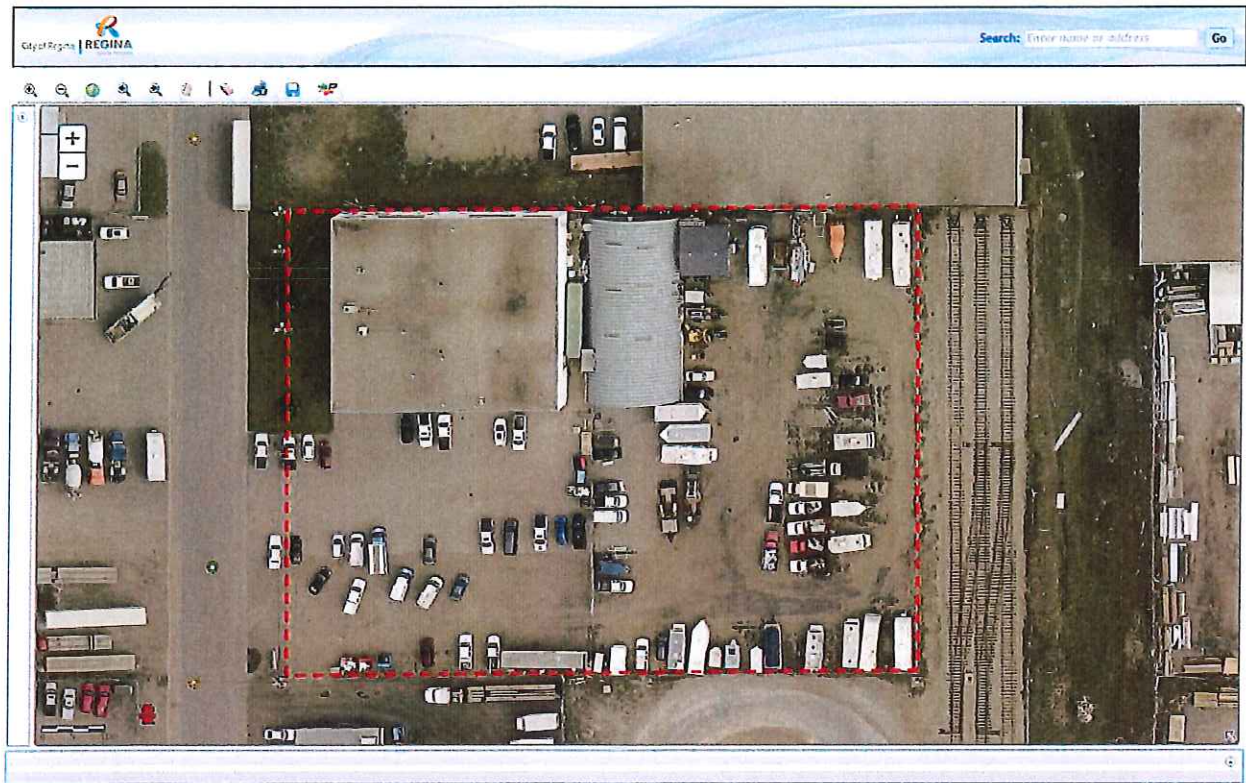 City of Regina | REGINA
Search: Enter name or address Go
+
−